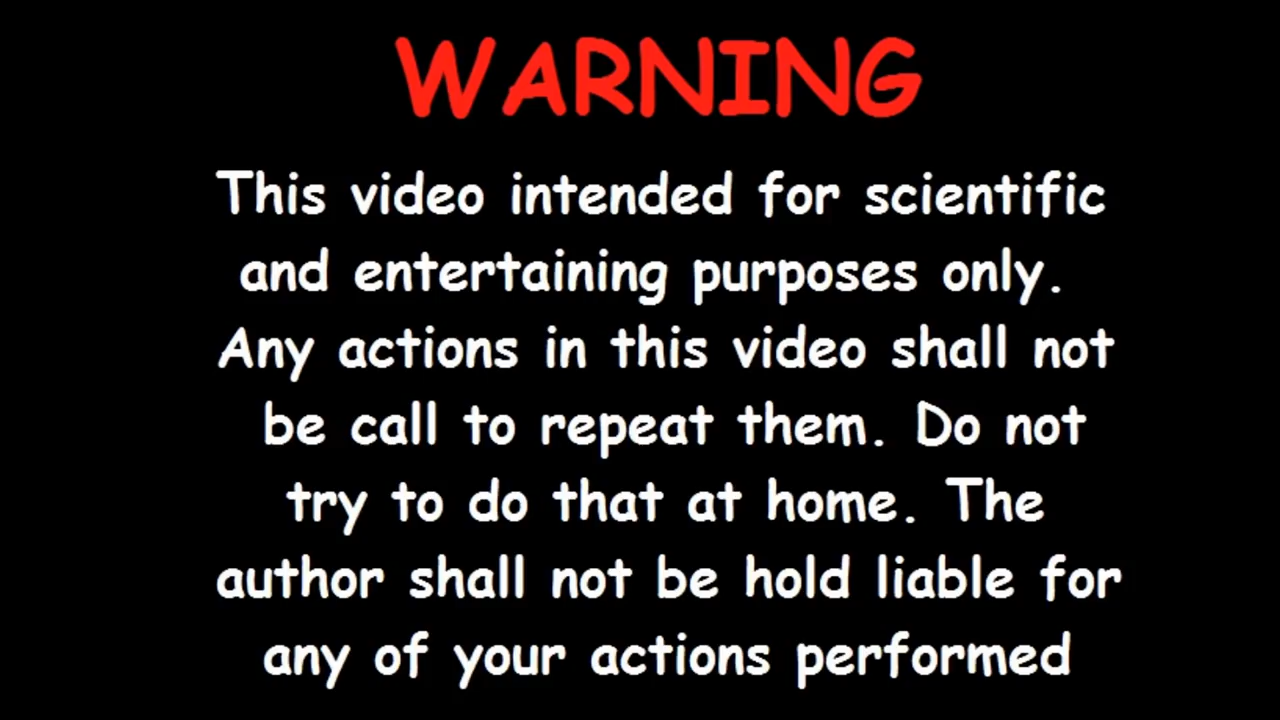 WARNING
This video intended for scientific
and entertaining purposes only.
Any actions in this video shall not
be call to repeat them. Do not
try to do that at home. The
author shall not be hold liable for
any of your actions performed